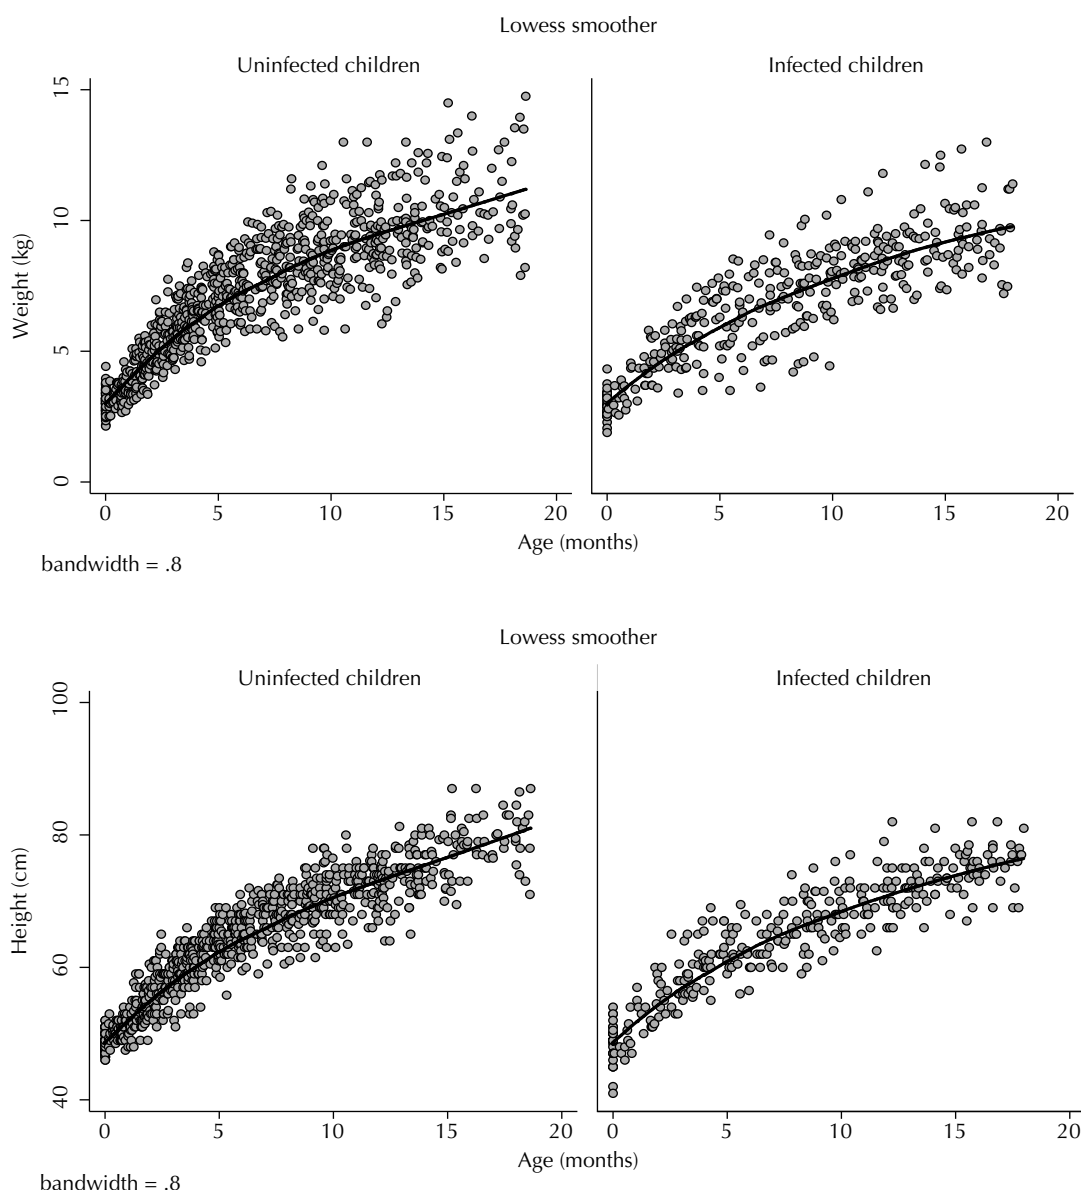 Lowess smoother
Uninfected children
Infected children
Weight (kg)
15
10
5
0
0 5 10 15 20
0 5 10 15 20
Age (months)
bandwidth = .8
Lowess smoother
Uninfected children
Infected children
Height (cm)
100
80
60
40
0 5 10 15 20
0 5 10 15 20
Age (months)
bandwidth = .8